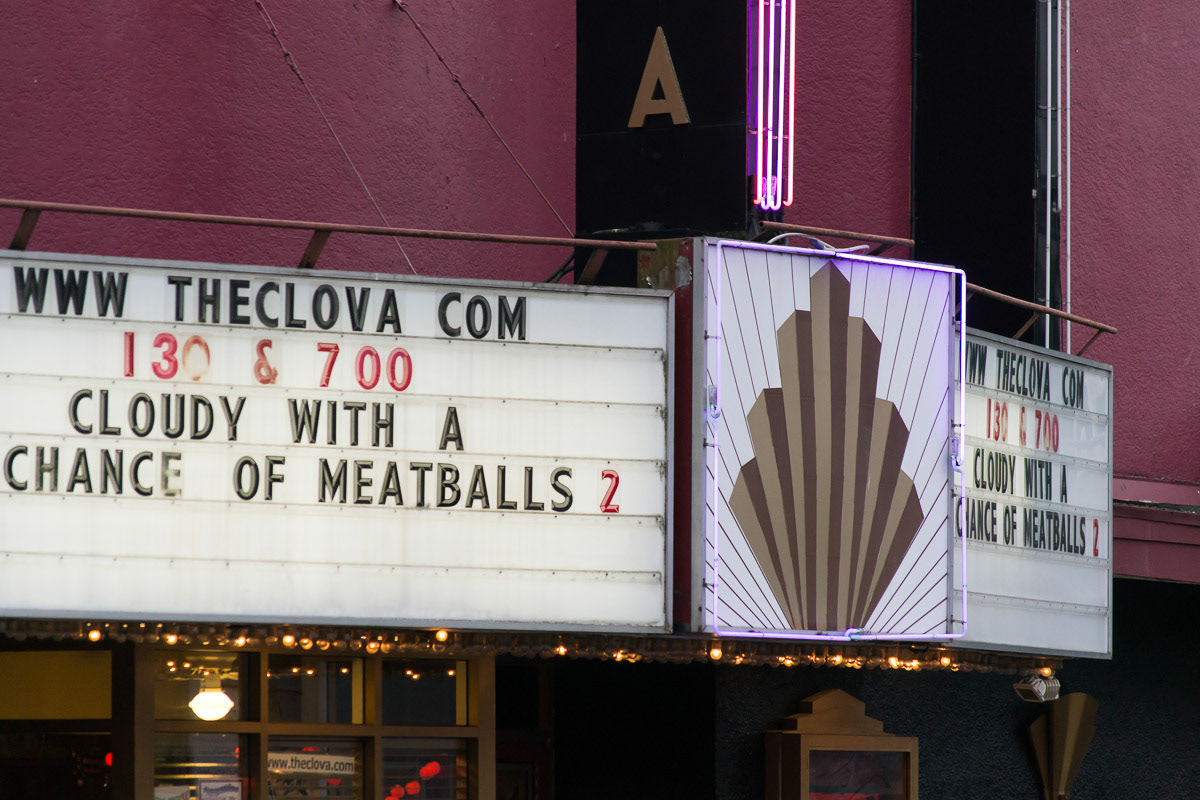 A
WWW THECLOVA COM
130 & 700
CLOUDY WITH A
CHANCE OF MEATBALLS 2
WWW THECLOVA COM
130 & 700
CLOUDY WITH A
CHANCE OF MEATBALLS 2
www.theclova.com